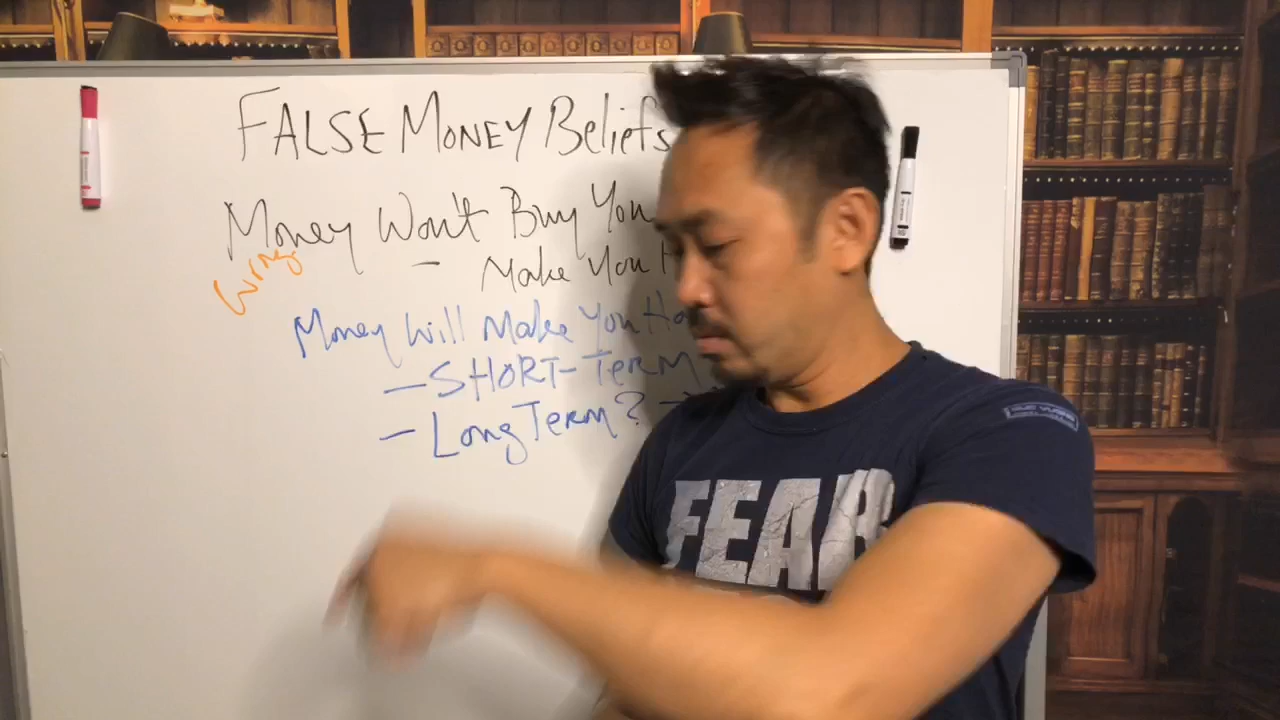 FALSE MONEY Beliefs
Money Won't Buy You
Wrong
— Make You
Money Will Make You
— SHORT-TERM
— Long Term? →
FEAR